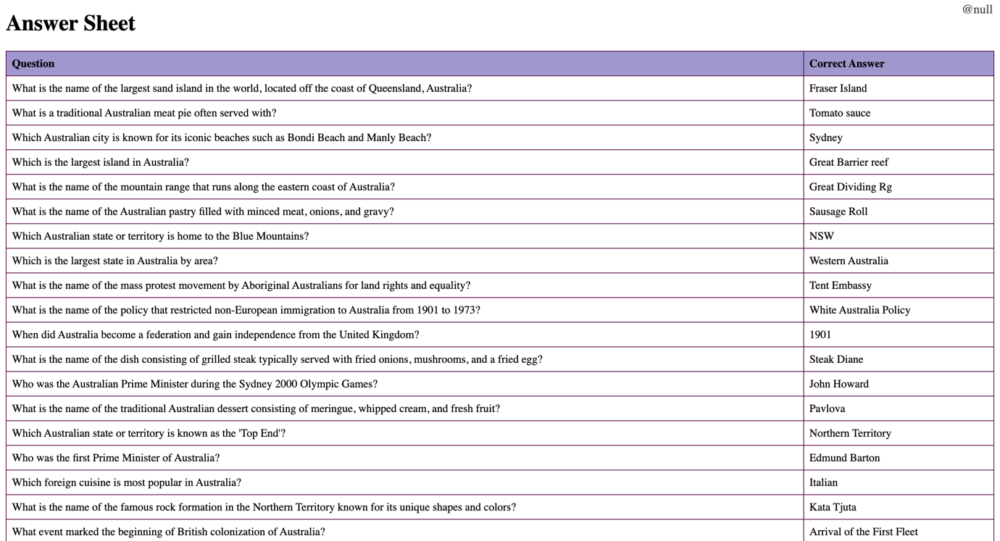 @null
Answer Sheet
Question Correct Answer
What is the name of the largest sand island in the world, located off the coast of Queensland, Australia? Fraser Island
What is a traditional Australian meat pie often served with? Tomato sauce
Which Australian city is known for its iconic beaches such as Bondi Beach and Manly Beach? Sydney
Which is the largest island in Australia? Great Barrier reef
What is the name of the mountain range that runs along the eastern coast of Australia? Great Dividing Rg
What is the name of the Australian pastry filled with minced meat, onions, and gravy? Sausage Roll
Which Australian state or territory is home to the Blue Mountains? NSW
Which is the largest state in Australia by area? Western Australia
What is the name of the mass protest movement by Aboriginal Australians for land rights and equality? Tent Embassy
What is the name of the policy that restricted non-European immigration to Australia from 1901 to 1973? White Australia Policy
When did Australia become a federation and gain independence from the United Kingdom? 1901
What is the name of the dish consisting of grilled steak typically served with fried onions, mushrooms, and a fried egg? Steak Diane
Who was the Australian Prime Minister during the Sydney 2000 Olympic Games? John Howard
What is the name of the traditional Australian dessert consisting of meringue, whipped cream, and fresh fruit? Pavlova
Which Australian state or territory is known as the 'Top End'? Northern Territory
Who was the first Prime Minister of Australia? Edmund Barton
Which foreign cuisine is most popular in Australia? Italian
What is the name of the famous rock formation in the Northern Territory known for its unique shapes and colors? Kata Tjuta
What event marked the beginning of British colonization of Australia? Arrival of the First Fleet